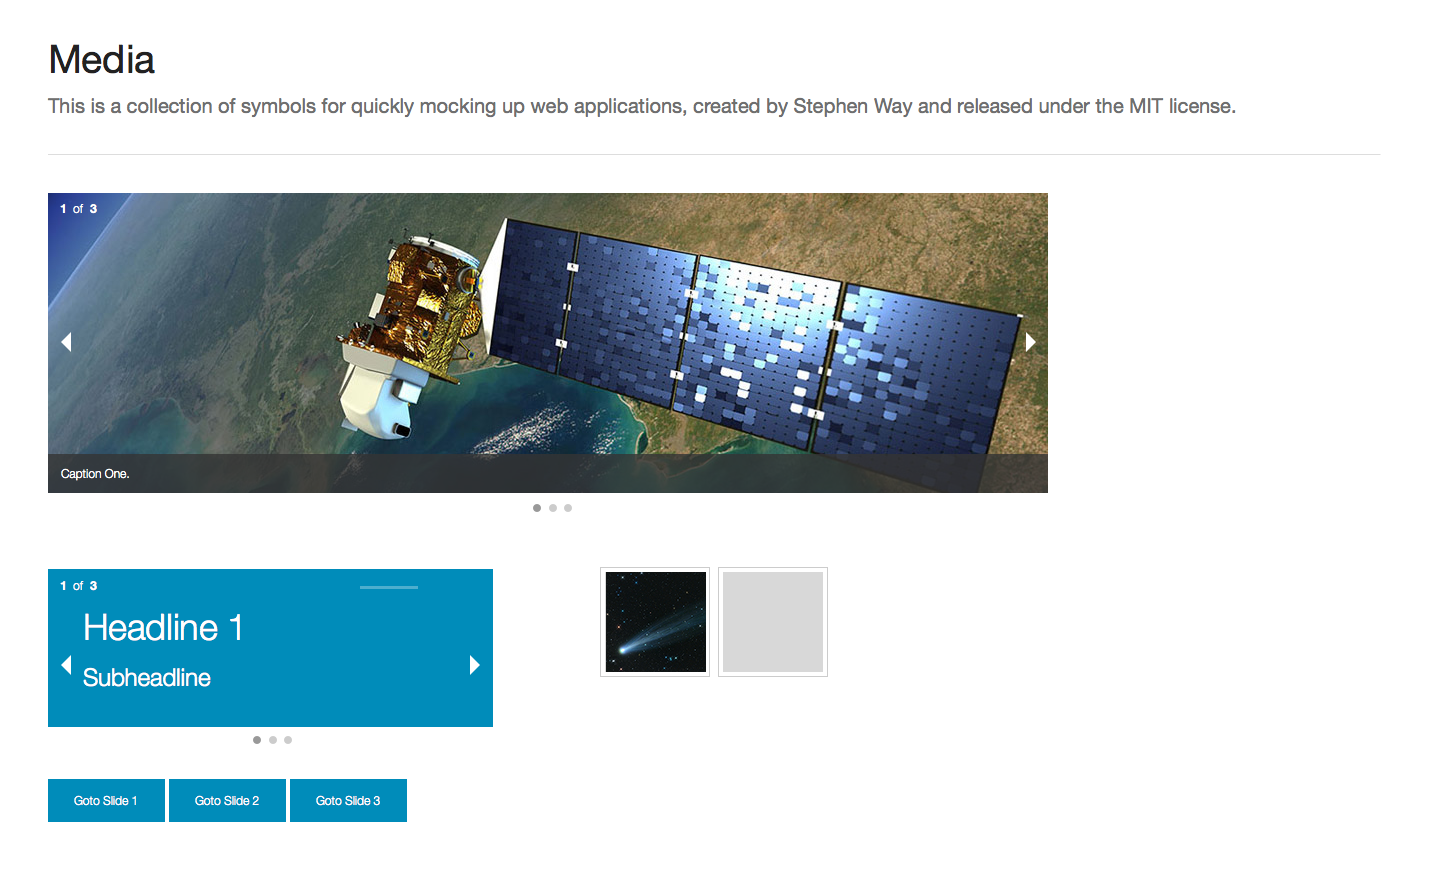 Media
This is a collection of symbols for quickly mocking up web applications, created by Stephen Way and released under the MIT license.
1 of 3
Caption One.
1 of 3
Headline 1
Subheadline
Goto Slide 1
Goto Slide 2
Goto Slide 3